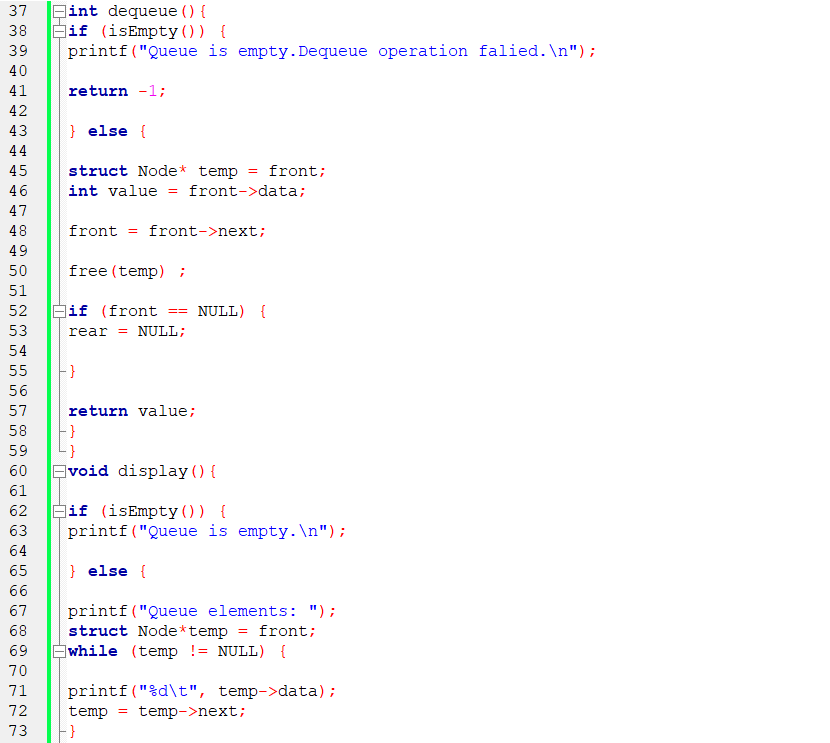 37 int dequeue(){
38 if (isEmpty()) {
39 printf("Queue is empty.Dequeue operation falied.\n");
40
41 return -1;
42
43 } else {
44
45 struct Node* temp = front;
46 int value = front->data;
47
48 front = front->next;
49
50 free(temp) ;
51
52 if (front == NULL) {
53 rear = NULL;
54
55 }
56
57 return value;
58 }
59 }
60 void display(){
61
62 if (isEmpty()) {
63 printf("Queue is empty.\n");
64
65 } else {
66
67 printf("Queue elements: ");
68 struct Node*temp = front;
69 while (temp != NULL) {
70
71 printf("%d\t", temp->data);
72 temp = temp->next;
73 }